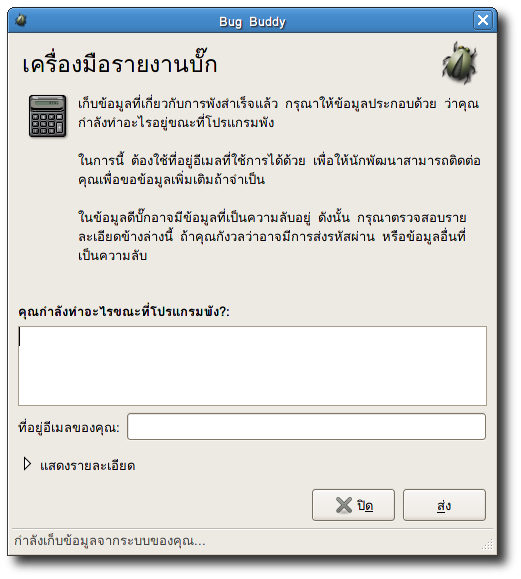 Bug Buddy
เครื่องมือรายงานบั๊ก
เก็บข้อมูลที่เกี่ยวกับการพังสำเร็จแล้ว กรุณาให้ข้อมูลประกอบด้วย ว่าคุณ
กำลังทำอะไรอยู่ขณะที่โปรแกรมพัง
ในการนี้ ต้องใช้ที่อยู่อีเมลที่ใช้การได้ด้วย เพื่อให้นักพัฒนาสามารถติดต่อ
คุณเพื่อขอข้อมูลเพิ่มเติมถ้าจำเป็น
ในข้อมูลดีบั๊กอาจมีข้อมูลที่เป็นความลับอยู่ ดังนั้น กรุณาตรวจสอบราย
ละเอียดข้างล่างนี้ ถ้าคุณกังวลว่าอาจมีการส่งรหัสผ่าน หรือข้อมูลอื่นที่
เป็นความลับ
คุณกำลังทำอะไรขณะที่โปรแกรมพัง?:
ที่อยู่อีเมลของคุณ:
แสดงรายละเอียด
ปิด
ส่ง
กำลังเก็บข้อมูลจากระบบของคุณ...